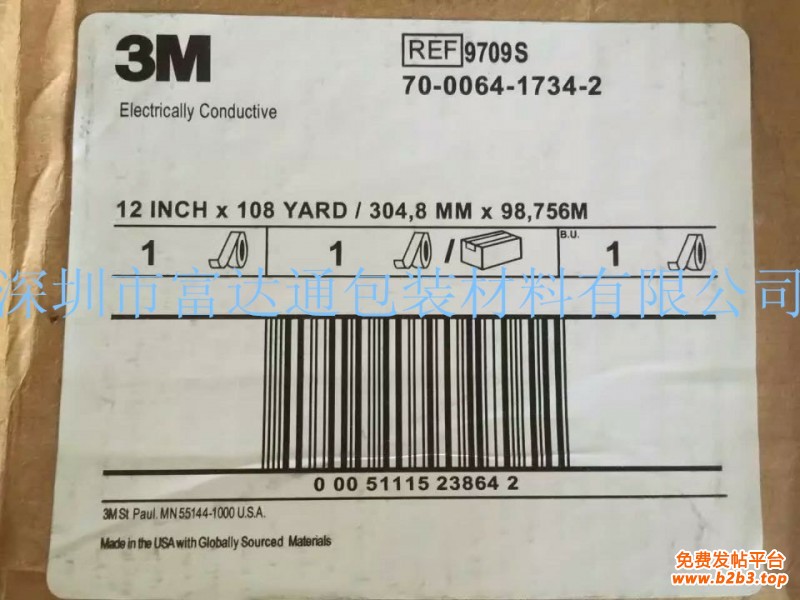 3M
REF 9709S
70-0064-1734-2
Electrically Conductive
12 INCH x 108 YARD / 304,8 MM x 98,756M
1 1 / B.U. 1
深圳市富达通包装材料有限公司
0 00 51115 23864 2
3M St Paul. MN 55144-1000 U.S.A.
Made in the USA with Globally Sourced Materials
免费发帖平台
www.b2b3.top